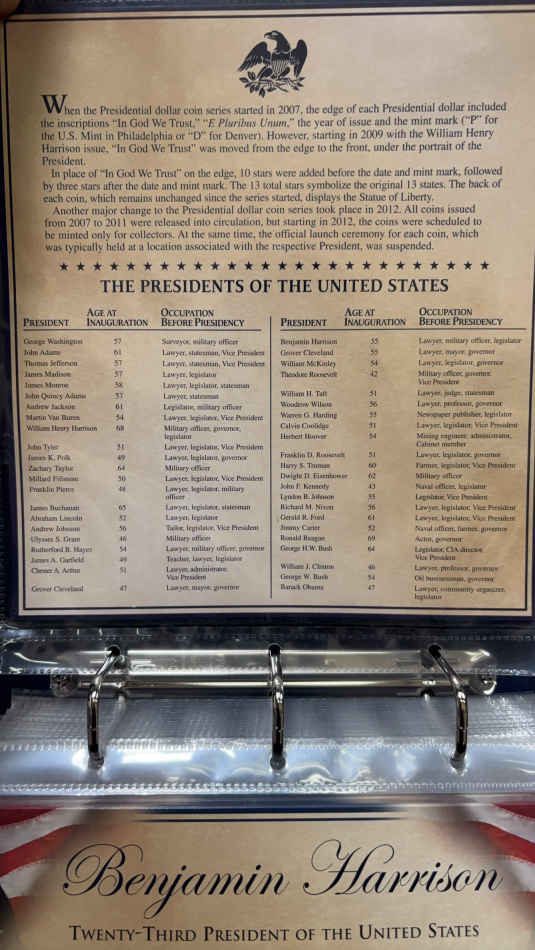 When the Presidential dollar coin series started in 2007, the edge of each Presidential dollar included
the inscriptions “In God We Trust,” “E Pluribus Unum,” the year of issue and the mint mark (“P” for
the U.S. Mint in Philadelphia or “D” for Denver). However, starting in 2009 with the William Henry
Harrison issue, “In God We Trust” was moved from the edge to the front, under the portrait of the
President.
In place of “In God We Trust” on the edge, 10 stars were added before the date and mint mark, followed
by three stars after the date and mint mark. The 13 total stars symbolize the original 13 states. The back of
each coin, which remains unchanged since the series started, displays the Statue of Liberty.
Another major change to the Presidential dollar coin series took place in 2012. All coins issued
from 2007 to 2011 were released into circulation, but starting in 2012, the coins were scheduled to
be minted only for collectors. At the same time, the official launch ceremony for each coin, which
was typically held at a location associated with the respective President, was suspended.
THE PRESIDENTS OF THE UNITED STATES
PRESIDENT AGE AT INAUGURATION OCCUPATION BEFORE PRESIDENCY
George Washington 57 Surveyor, military officer
John Adams 61 Lawyer, statesman, Vice President
Thomas Jefferson 57 Lawyer, statesman, Vice President
James Madison 57 Lawyer, legislator
James Monroe 58 Lawyer, legislator, statesman
John Quincy Adams 57 Lawyer, statesman
Andrew Jackson 61 Legislator, military officer
Martin Van Buren 54 Lawyer, legislator, Vice President
William Henry Harrison 68 Military officer, governor,
legislator
John Tyler 51 Lawyer, legislator, Vice President
James K. Polk 49 Lawyer, legislator, governor
Zachary Taylor 64 Military officer
Millard Fillmore 50 Lawyer, legislator, Vice President
Franklin Pierce 48 Lawyer, legislator, military
officer
James Buchanan 65 Lawyer, legislator, statesman
Abraham Lincoln 52 Lawyer, legislator
Andrew Johnson 56 Tailor, legislator, Vice President
Ulysses S. Grant 46 Military officer
Rutherford B. Hayes 54 Lawyer, military officer, governor
James A. Garfield 49 Teacher, lawyer, legislator
Chester A. Arthur 51 Lawyer, administrator,
Vice President
Grover Cleveland 47 Lawyer, mayor, governor
PRESIDENT AGE AT INAUGURATION OCCUPATION BEFORE PRESIDENCY
Benjamin Harrison 55 Lawyer, military officer, legislator
Grover Cleveland 55 Lawyer, mayor, governor
William McKinley 54 Lawyer, legislator, governor
Theodore Roosevelt 42 Military officer, governor,
Vice President
William H. Taft 51 Lawyer, judge, statesman
Woodrow Wilson 56 Lawyer, professor, governor
Warren G. Harding 55 Newspaper publisher, legislator
Calvin Coolidge 51 Lawyer, legislator, Vice President
Herbert Hoover 54 Mining engineer, administrator,
Cabinet member
Franklin D. Roosevelt 51 Lawyer, legislator, governor
Harry S. Truman 60 Farmer, legislator, Vice President
Dwight D. Eisenhower 62 Military officer
John F. Kennedy 43 Naval officer, legislator
Lyndon B. Johnson 55 Legislator, Vice President
Richard M. Nixon 56 Lawyer, legislator, Vice President
Gerald R. Ford 61 Lawyer, legislator, Vice President
Jimmy Carter 52 Naval officer, farmer, governor
Ronald Reagan 69 Actor, governor
George H.W. Bush 64 Legislator, CIA director,
Vice President
William J. Clinton 46 Lawyer, professor, governor
George W. Bush 54 Oil businessman, governor
Barack Obama 47 Lawyer, community organizer,
legislator
Benjamin Harrison
TWENTY-THIRD PRESIDENT OF THE UNITED STATES